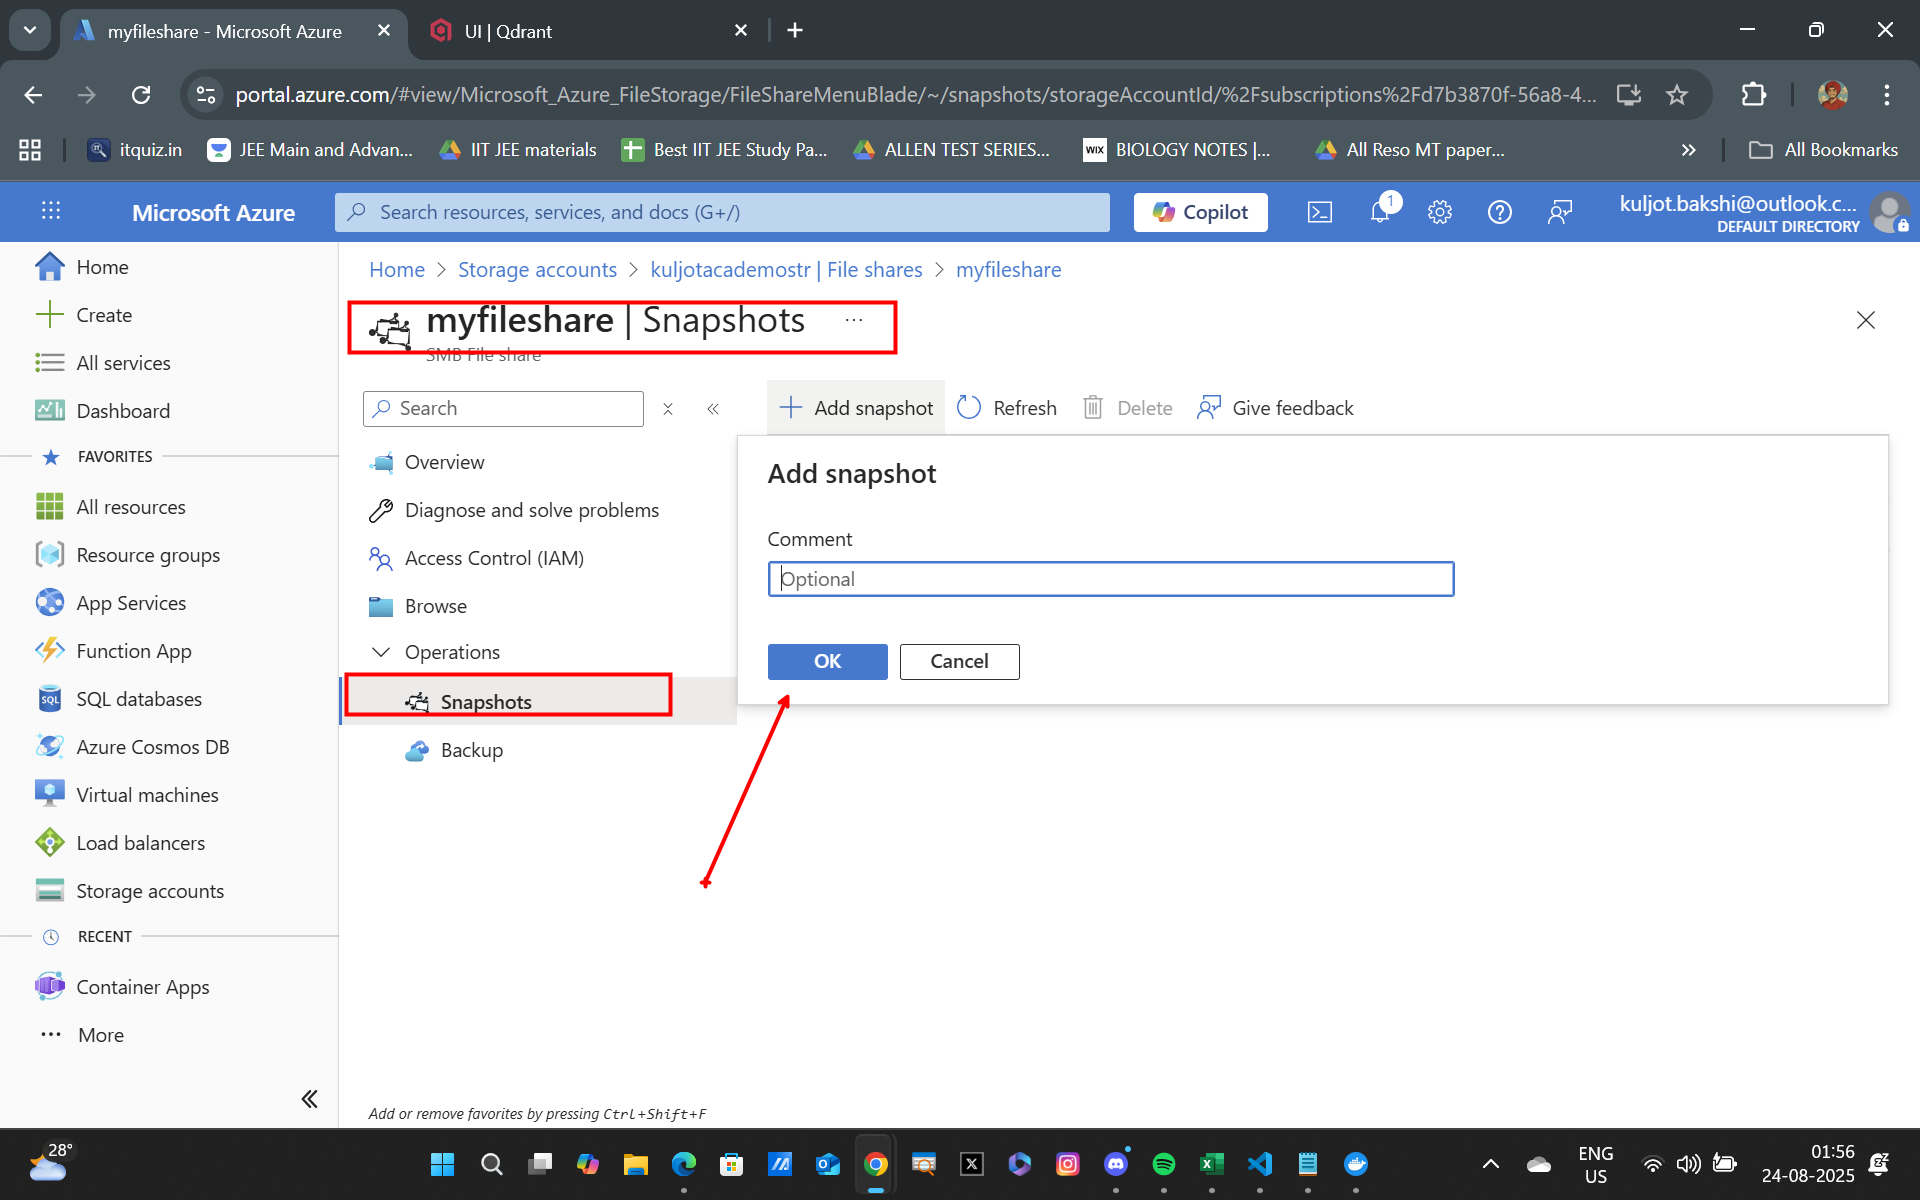 myfileshare - Microsoft Azure
UI | Qdrant
portal.azure.com/#view/Microsoft_Azure_FileStorage/FileShareMenuBlade/~/snapshots/storageAccountId/%2Fsubscriptions%2Fd7b3870f-56a8-4...
itquiz.in
JEE Main and Advan...
IIT JEE materials
Best IIT JEE Study Pa...
ALLEN TEST SERIES...
WIX
BIOLOGY NOTES |...
All Reso MT paper...
All Bookmarks
Microsoft Azure
Search resources, services, and docs (G+/)
Copilot
1
kuljot.bakshi@outlook.c...
DEFAULT DIRECTORY
Home
Create
All services
Dashboard
FAVORITES
All resources
Resource groups
App Services
Function App
SQL
SQL databases
Azure Cosmos DB
Virtual machines
Load balancers
Storage accounts
RECENT
Container Apps
More
Home > Storage accounts > kuljotacademostr | File shares > myfileshare
myfileshare | Snapshots ...
SMB File share
Search
Overview
Diagnose and solve problems
Access Control (IAM)
Browse
Operations
Snapshots
Backup
Add snapshot
Refresh
Delete
Give feedback
Add snapshot
Comment
Optional
OK
Cancel
Add or remove favorites by pressing Ctrl+Shift+F
28°
ENG
US
01:56
24-08-2025